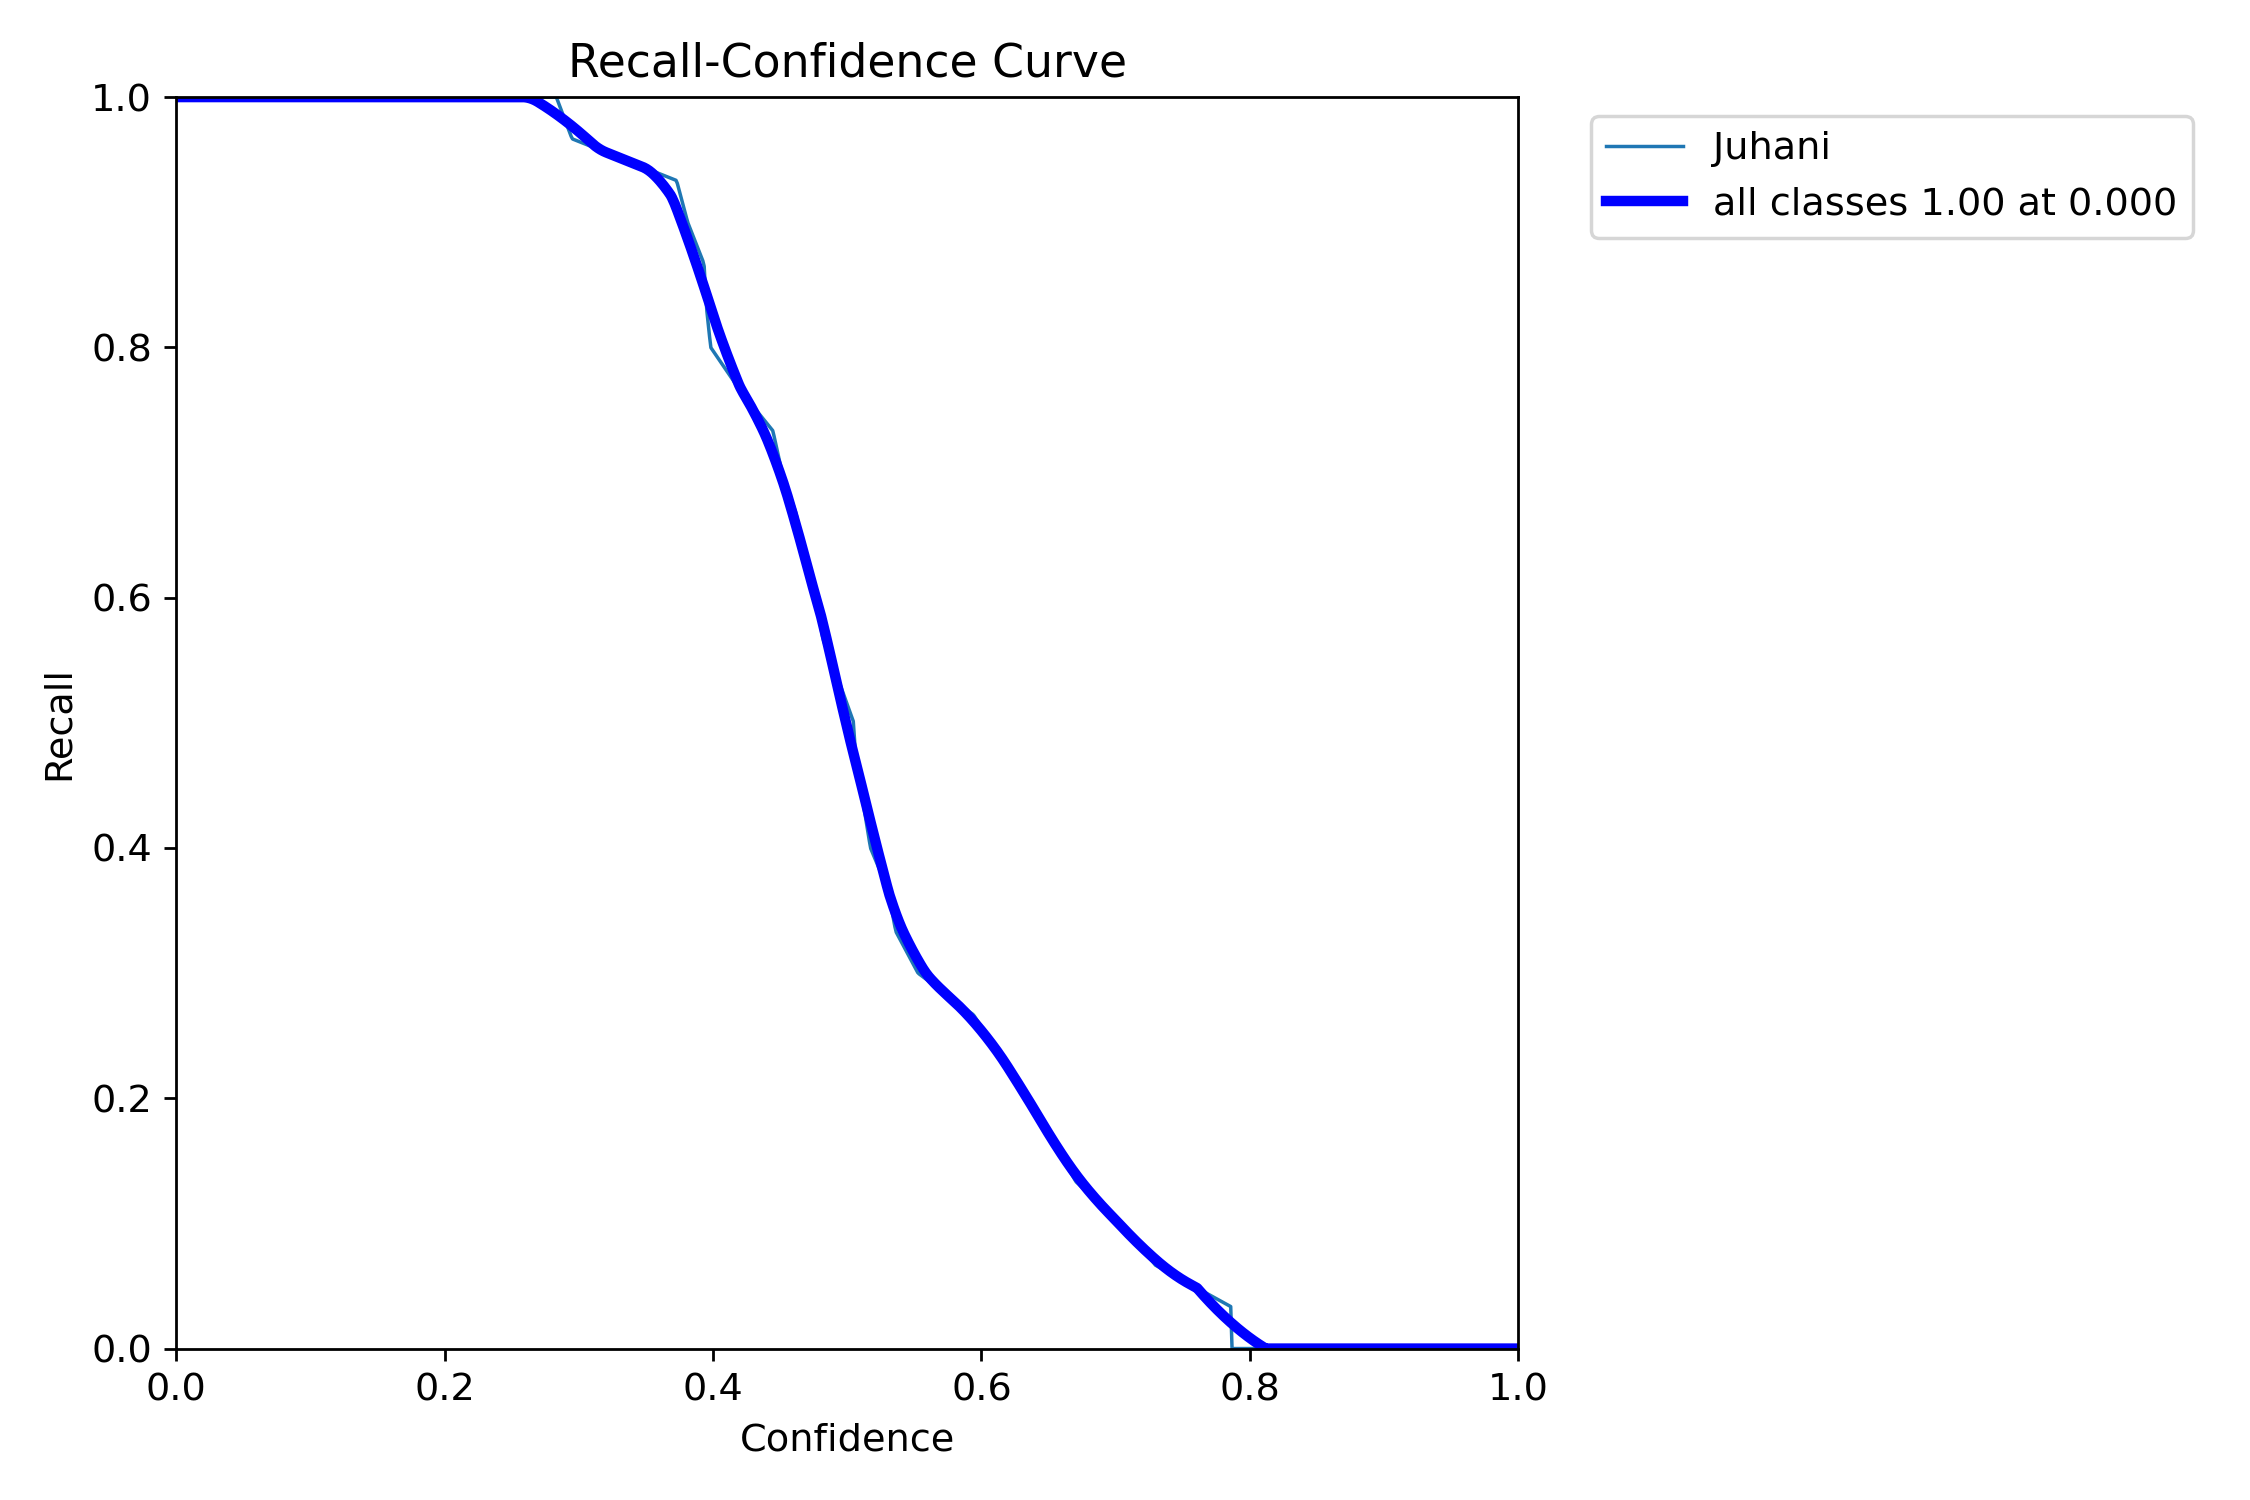 Recall-Confidence Curve
Juhani
all classes 1.00 at 0.000
1.0
0.8
0.6
0.4
0.2
0.0
Recall
0.0 0.2 0.4 0.6 0.8 1.0
Confidence